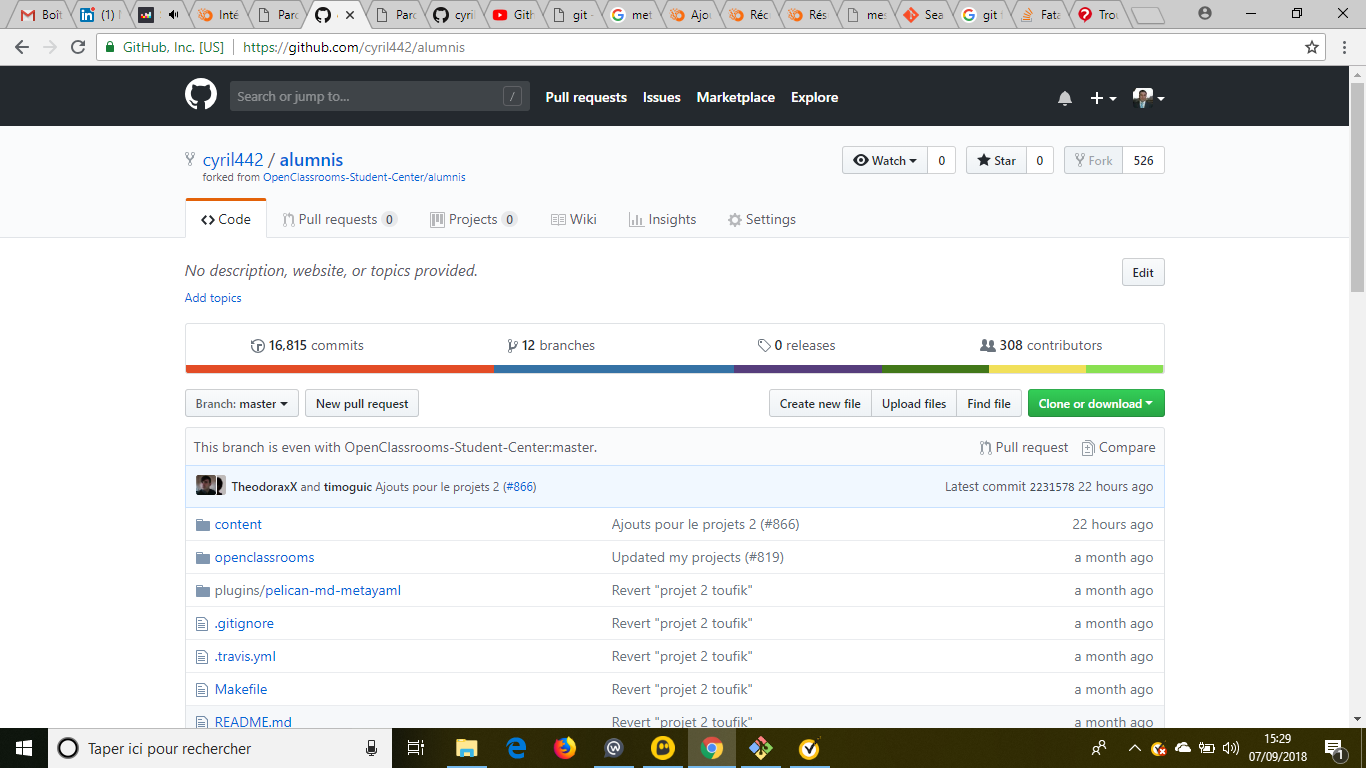 Boît (1) Inté Parc Parc cyril Gith git - met Ajou Réc Rés mes Sea git Fata Trou
GitHub, Inc. [US] https://github.com/cyril442/alumnis
Search or jump to... / Pull requests Issues Marketplace Explore
cyril442 / alumnis Watch 0 Star 0 Fork 526
forked from OpenClassrooms-Student-Center/alumnis
Code Pull requests 0 Projects 0 Wiki Insights Settings
No description, website, or topics provided. Edit
Add topics
16,815 commits 12 branches 0 releases 308 contributors
Branch: master New pull request Create new file Upload files Find file Clone or download
This branch is even with OpenClassrooms-Student-Center:master. Pull request Compare
TheodoraxX and timoguic Ajouts pour le projets 2 (#866) Latest commit 2231578 22 hours ago
content Ajouts pour le projets 2 (#866) 22 hours ago
openclassrooms Updated my projects (#819) a month ago
plugins/pelican-md-metayaml Revert "projet 2 toufik" a month ago
.gitignore Revert "projet 2 toufik" a month ago
.travis.yml Revert "projet 2 toufik" a month ago
Makefile Revert "projet 2 toufik" a month ago
README.md Revert "projet 2 toufik" a month ago
Taper ici pour rechercher 15:29
07/09/2018 1